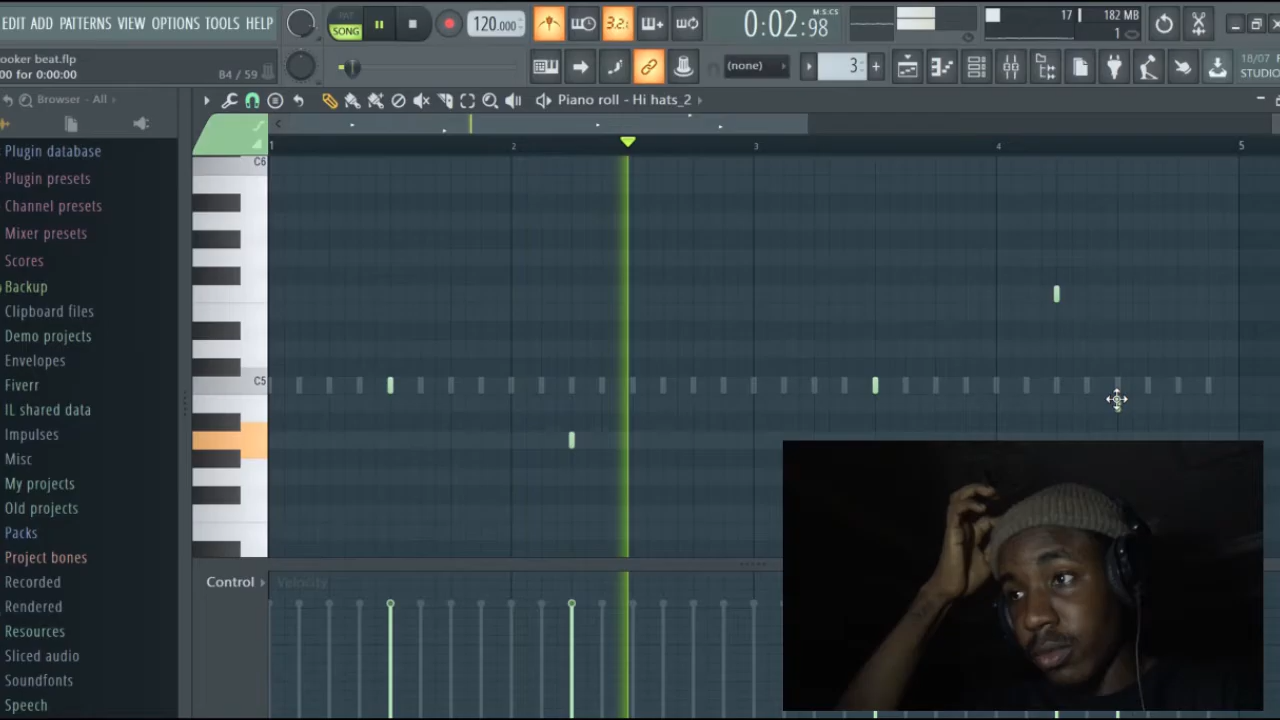 EDIT ADD PATTERNS VIEW OPTIONS TOOLS HELP
SONG
120.000
3.2.
0:02:98
M:S:CS
17
182 MB
1
ooker beat.flp
00 for 0:00:00
B4 / 59
(none)
3
18/07
STUDIO
Browser - All
Piano roll - Hi hats_2
1 2 3 4 5
C6
C5
Plugin database
Plugin presets
Channel presets
Mixer presets
Scores
Backup
Clipboard files
Demo projects
Envelopes
Fiverr
IL shared data
Impulses
Misc
My projects
Old projects
Packs
Project bones
Recorded
Rendered
Resources
Sliced audio
Soundfonts
Speech
Control
Velocity
2 3